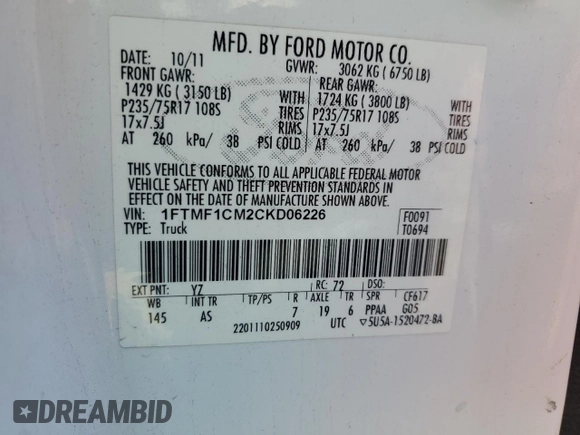 MFD. BY FORD MOTOR CO.
DATE: 10/11 GVWR: 3062 KG ( 6750 LB)
FRONT GAWR: REAR GAWR:
1429 KG ( 3150 LB) WITH 1724 KG ( 3800 LB) WITH
P235/75R17 108S TIRES P235/75R17 108S TIRES
17x7.5J RIMS 17x7.5J RIMS
AT 260 kPa/ 38 PSI COLD AT 260 kPa/ 38 PSI COLD
THIS VEHICLE CONFORMS TO ALL APPLICABLE FEDERAL MOTOR
VEHICLE SAFETY AND THEFT PREVENTION STANDARDS IN
EFFECT ON THE DATE OF MANUFACTURE SHOWN ABOVE.
VIN: 1FTMF1CM2CKD06226 F0091
TYPE: Truck T0694
EXT PNT: YZ RC: 72 DSO:
WB INT TR TP/PS R AXLE TR SPR CF617
145 AS 7 19 6 PPAA G05
2201110250909 UTC ▽5U5A-1520472-BA
DREAMBID